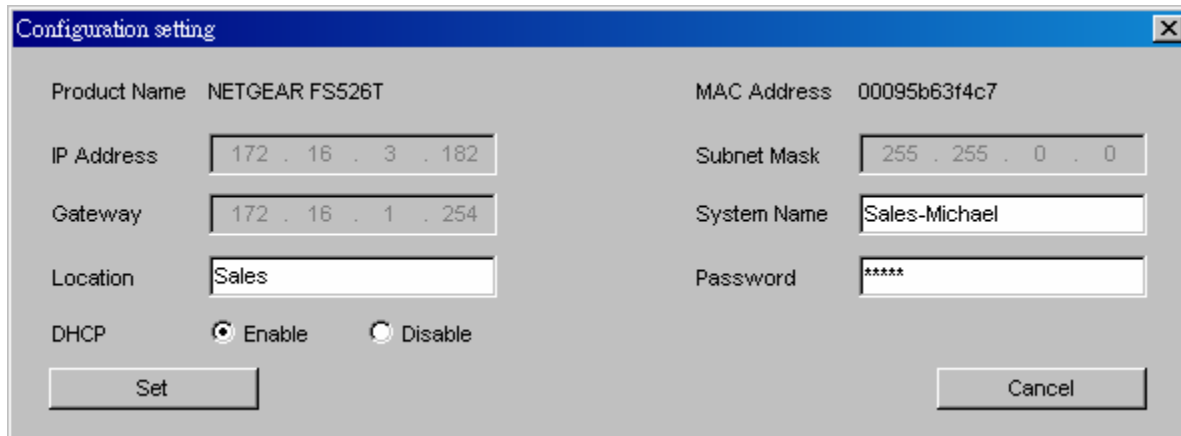 Configuration setting
Product Name NETGEAR FS526T MAC Address 00095b63f4c7
IP Address 172 . 16 . 3 . 182 Subnet Mask 255 . 255 . 0 . 0
Gateway 172 . 16 . 1 . 254 System Name Sales-Michael
Location Sales Password *****
DHCP Enable Disable
Set Cancel